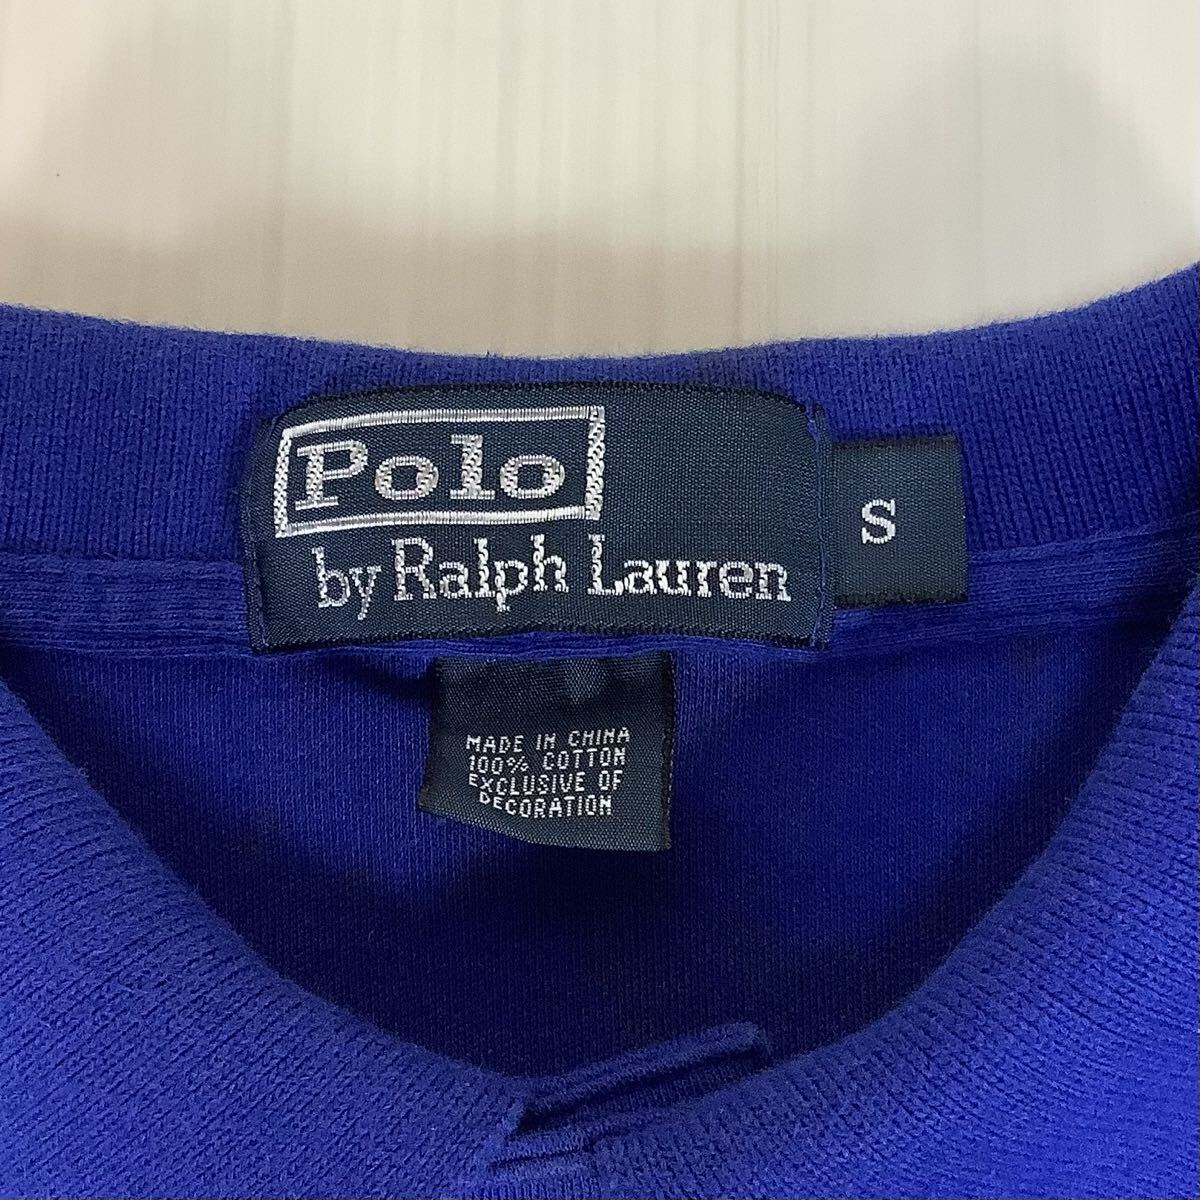 Polo
by Ralph Lauren
S
MADE IN CHINA
100% COTTON
EXCLUSIVE OF
DECORATION